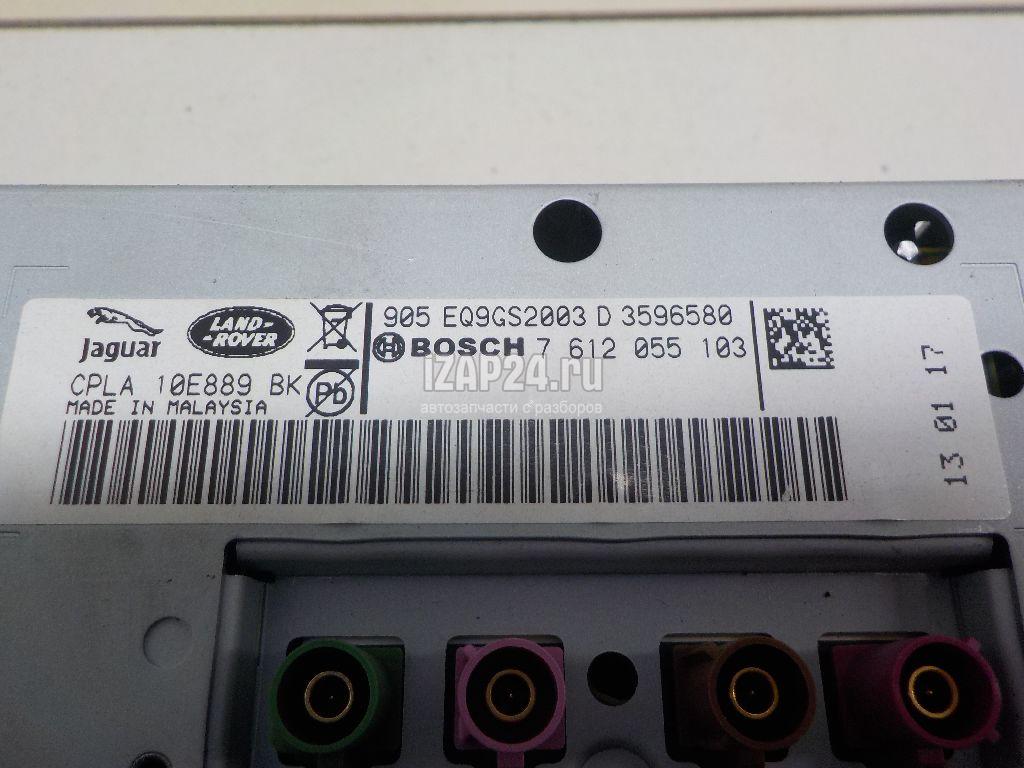 Jaguar
LAND-
ROVER
CPLA 10E889 BK
MADE IN MALAYSIA
PD
905 EQ9GS2003 D 3596580
BOSCH 7 612 055 103
13 01 17
iZAP24.ru
автозапчасти с разборов